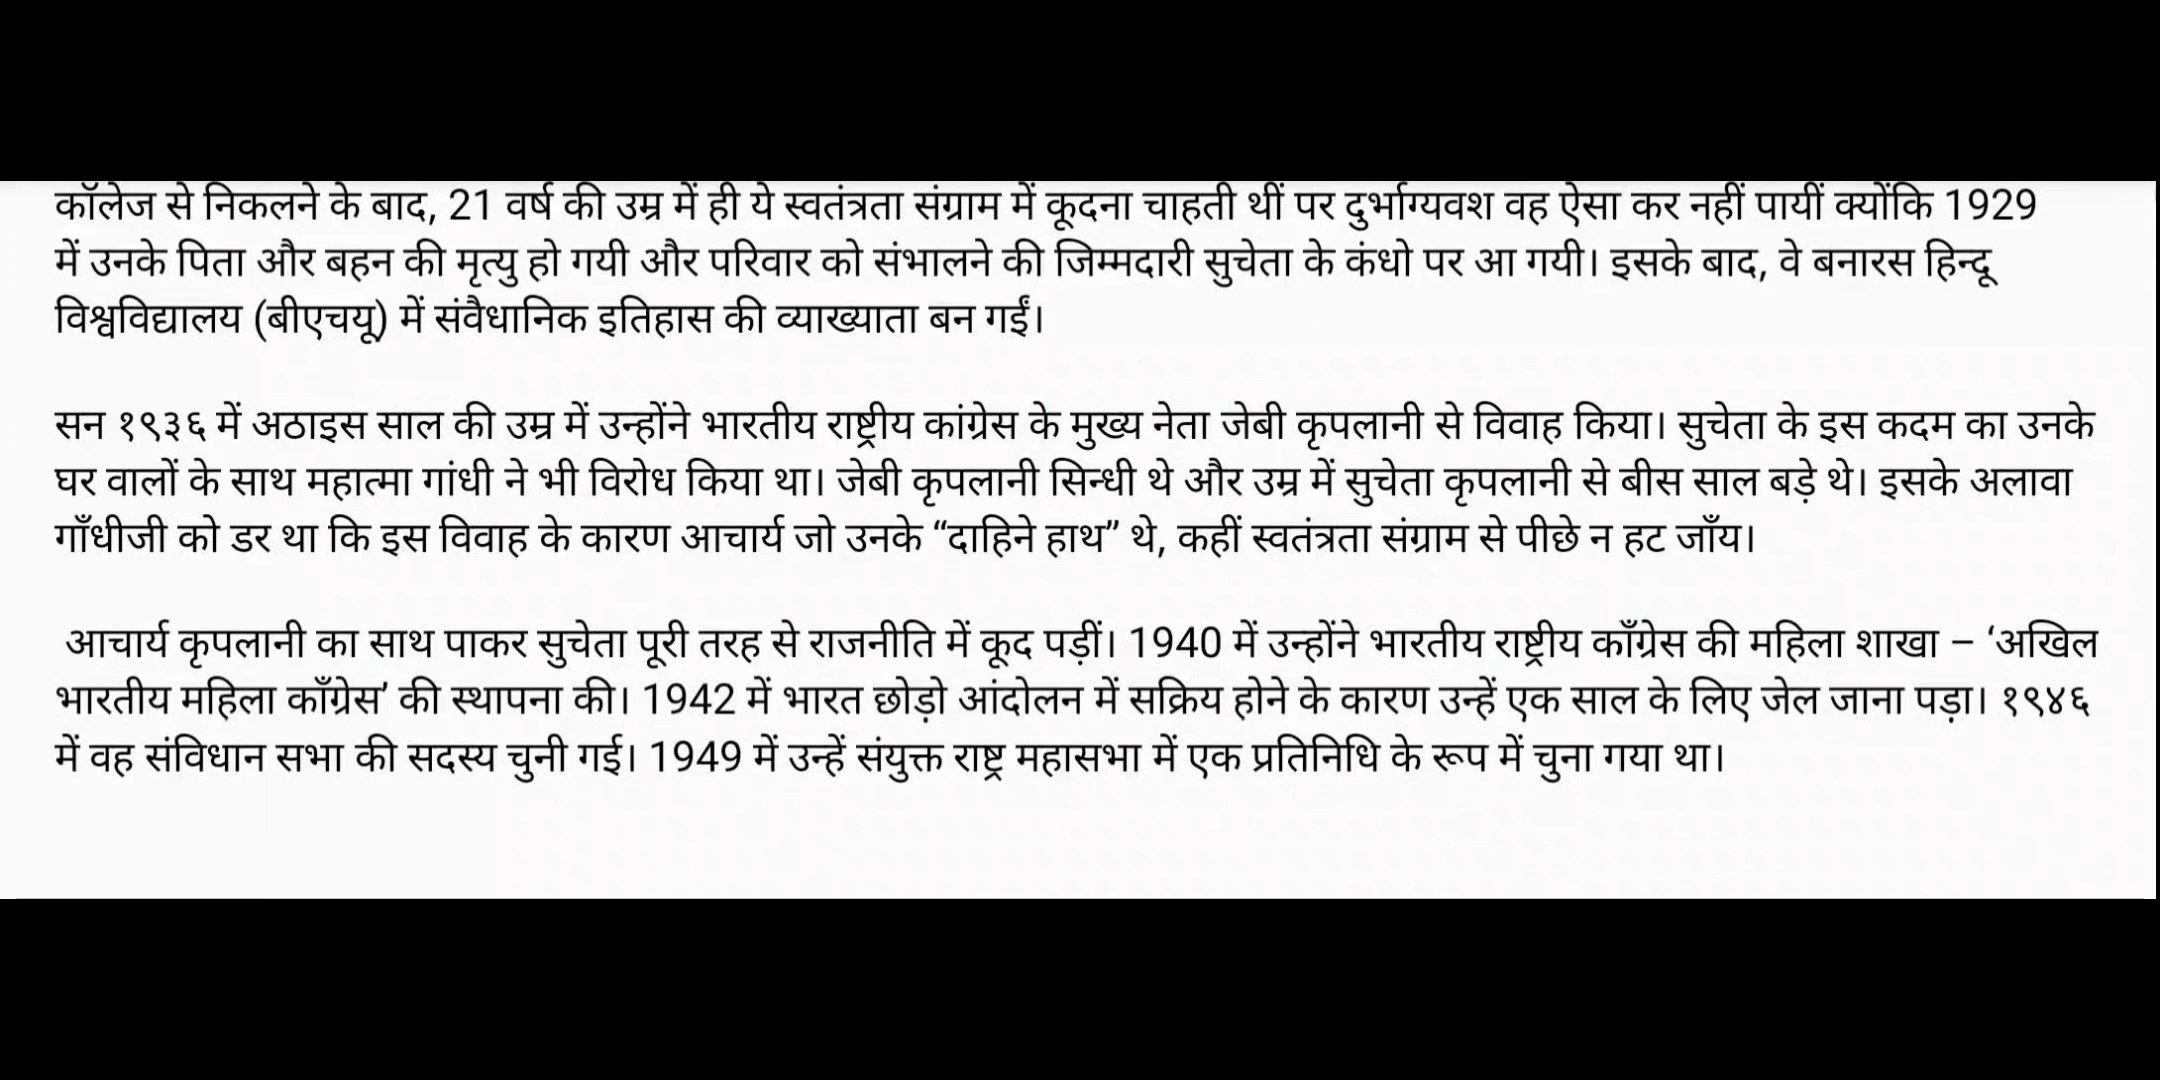 कॉलेज से निकलने के बाद, 21 वर्ष की उम्र में ही ये स्वतंत्रता संग्राम में कूदना चाहती थीं पर दुर्भाग्यवश वह ऐसा कर नहीं पायीं क्योंकि 1929
में उनके पिता और बहन की मृत्यु हो गयी और परिवार को संभालने की जिम्मदारी सुचेता के कंधो पर आ गयी। इसके बाद, वे बनारस हिन्दू
विश्वविद्यालय (बीएचयू) में संवैधानिक इतिहास की व्याख्याता बन गईं।
सन १९३६ में अठाइस साल की उम्र में उन्होंने भारतीय राष्ट्रीय कांग्रेस के मुख्य नेता जेबी कृपलानी से विवाह किया। सुचेता के इस कदम का उनके
घर वालों के साथ महात्मा गांधी ने भी विरोध किया था। जेबी कृपलानी सिन्धी थे और उम्र में सुचेता कृपलानी से बीस साल बड़े थे। इसके अलावा
गाँधीजी को डर था कि इस विवाह के कारण आचार्य जो उनके “दाहिने हाथ” थे, कहीं स्वतंत्रता संग्राम से पीछे न हट जाँय।
आचार्य कृपलानी का साथ पाकर सुचेता पूरी तरह से राजनीति में कूद पड़ीं। 1940 में उन्होंने भारतीय राष्ट्रीय काँग्रेस की महिला शाखा – ‘अखिल
भारतीय महिला काँग्रेस’ की स्थापना की। 1942 में भारत छोड़ो आंदोलन में सक्रिय होने के कारण उन्हें एक साल के लिए जेल जाना पड़ा। १९४६
में वह संविधान सभा की सदस्य चुनी गई। 1949 में उन्हें संयुक्त राष्ट्र महासभा में एक प्रतिनिधि के रूप में चुना गया था।